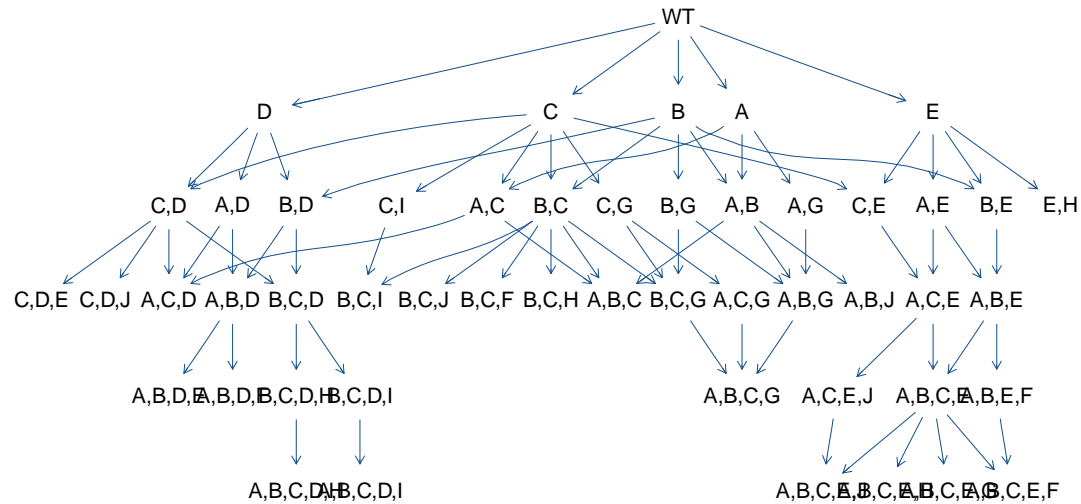 WT
D C B A E
C,D A,D B,D C,I A,C B,C C,G B,G A,B A,G C,E A,E B,E E,H
C,D,E C,D,J A,C,D A,B,D B,C,D B,C,I B,C,J B,C,F B,C,H A,B,C B,C,G A,C,G A,B,G A,B,J A,C,E A,B,E
A,B,D,E A,B,D,F B,C,D,H B,C,D,I A,B,C,G A,C,E,J A,B,C,E A,B,E,F
A,B,C,D,H A,B,C,D,I A,B,C,E,J A,B,C,E,H A,B,C,E,G A,B,C,E,F